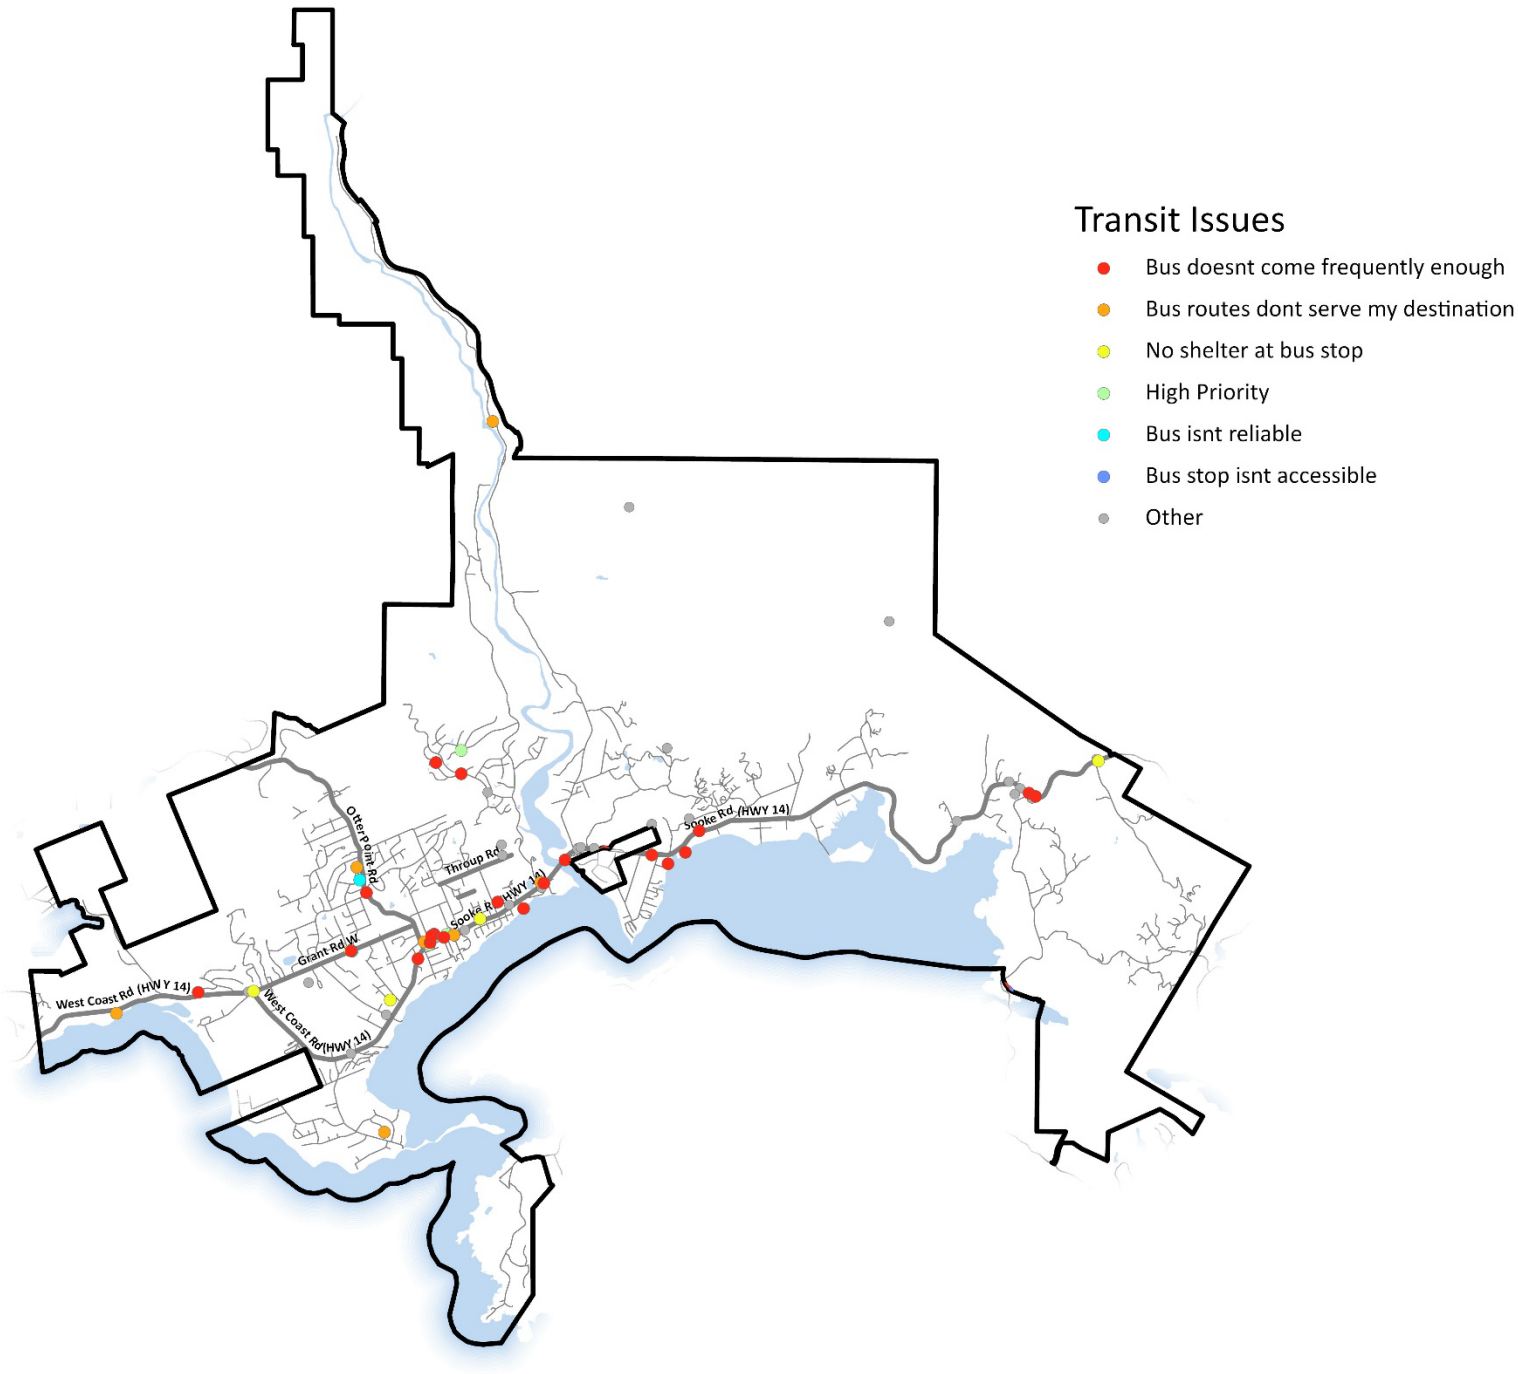 Transit Issues
Bus doesnt come frequently enough
Bus routes dont serve my destination
No shelter at bus stop
High Priority
Bus isnt reliable
Bus stop isnt accessible
Other
Otter Point Rd
Sooke Rd (HWY 14)
Throup Rd
Sooke R (HWY 14)
Grant Rd W
West Coast Rd (HWY 14)
West Coast Rd (HWY 14)